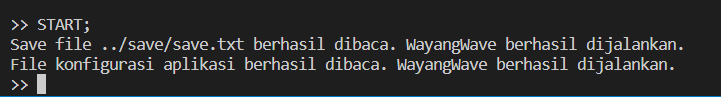 >> START;
Save file ../save/save.txt berhasil dibaca. WayangWave berhasil dijalankan.
File konfigurasi aplikasi berhasil dibaca. WayangWave berhasil dijalankan.
>>